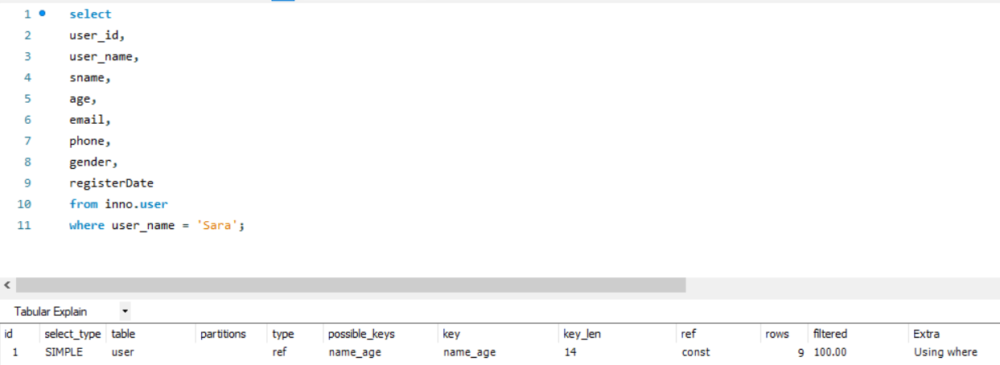 1 select
2 user_id,
3 user_name,
4 sname,
5 age,
6 email,
7 phone,
8 gender,
9 registerDate
10 from inno.user
11 where user_name = 'Sara';
Tabular Explain
id select_type table partitions type possible_keys key key_len ref rows filtered Extra
1 SIMPLE user ref name_age name_age 14 const 9 100.00 Using where